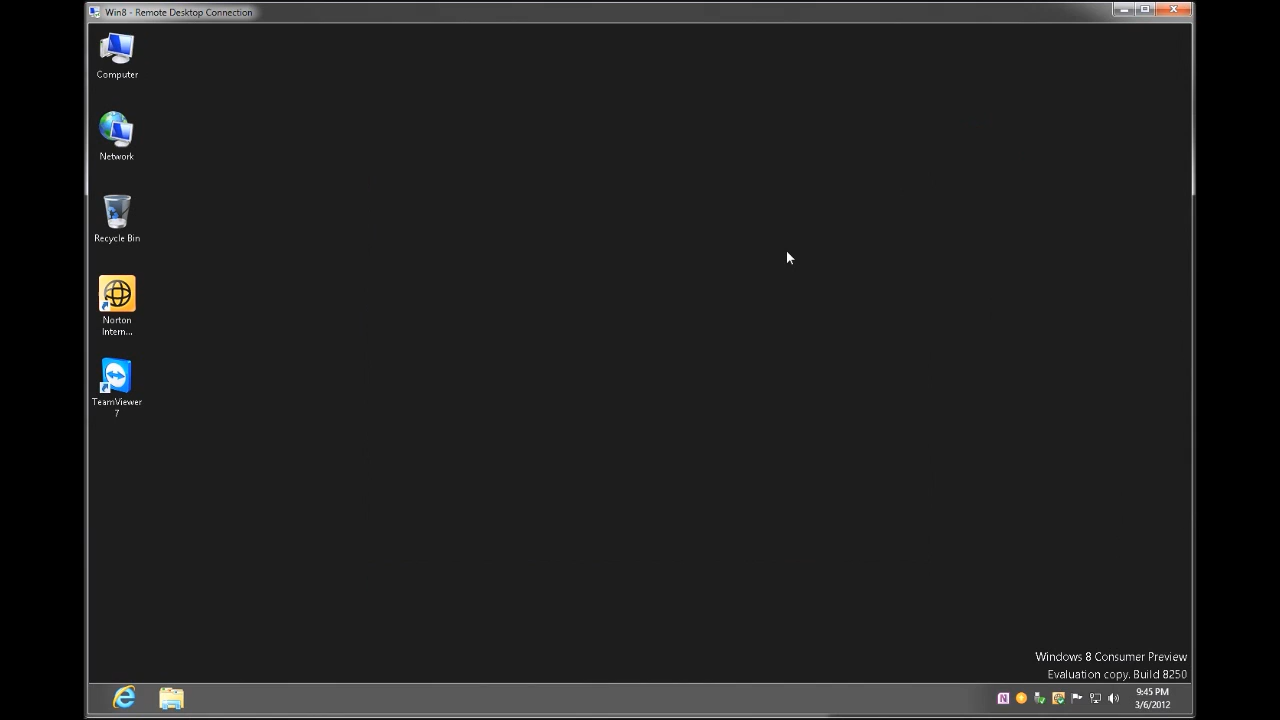 Win8 - Remote Desktop Connection
Computer
Network
Recycle Bin
Norton
Intern...
TeamViewer
7
Windows 8 Consumer Preview
Evaluation copy. Build 8250
9:45 PM
3/6/2012